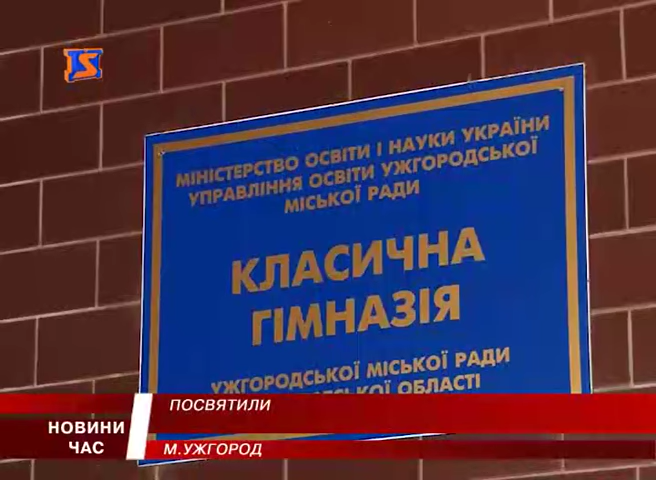 МІНІСТЕРСТВО ОСВІТИ І НАУКИ УКРАЇНИ
УПРАВЛІННЯ ОСВІТИ УЖГОРОДСЬКОЇ
МІСЬКОЇ РАДИ
КЛАСИЧНА
ГІМНАЗІЯ
УЖГОРОДСЬКОЇ МІСЬКОЇ РАДИ
ОБЛАСТІ
ПОСВЯТИЛИ
НОВИНИ
ЧАС
М.УЖГОРОД